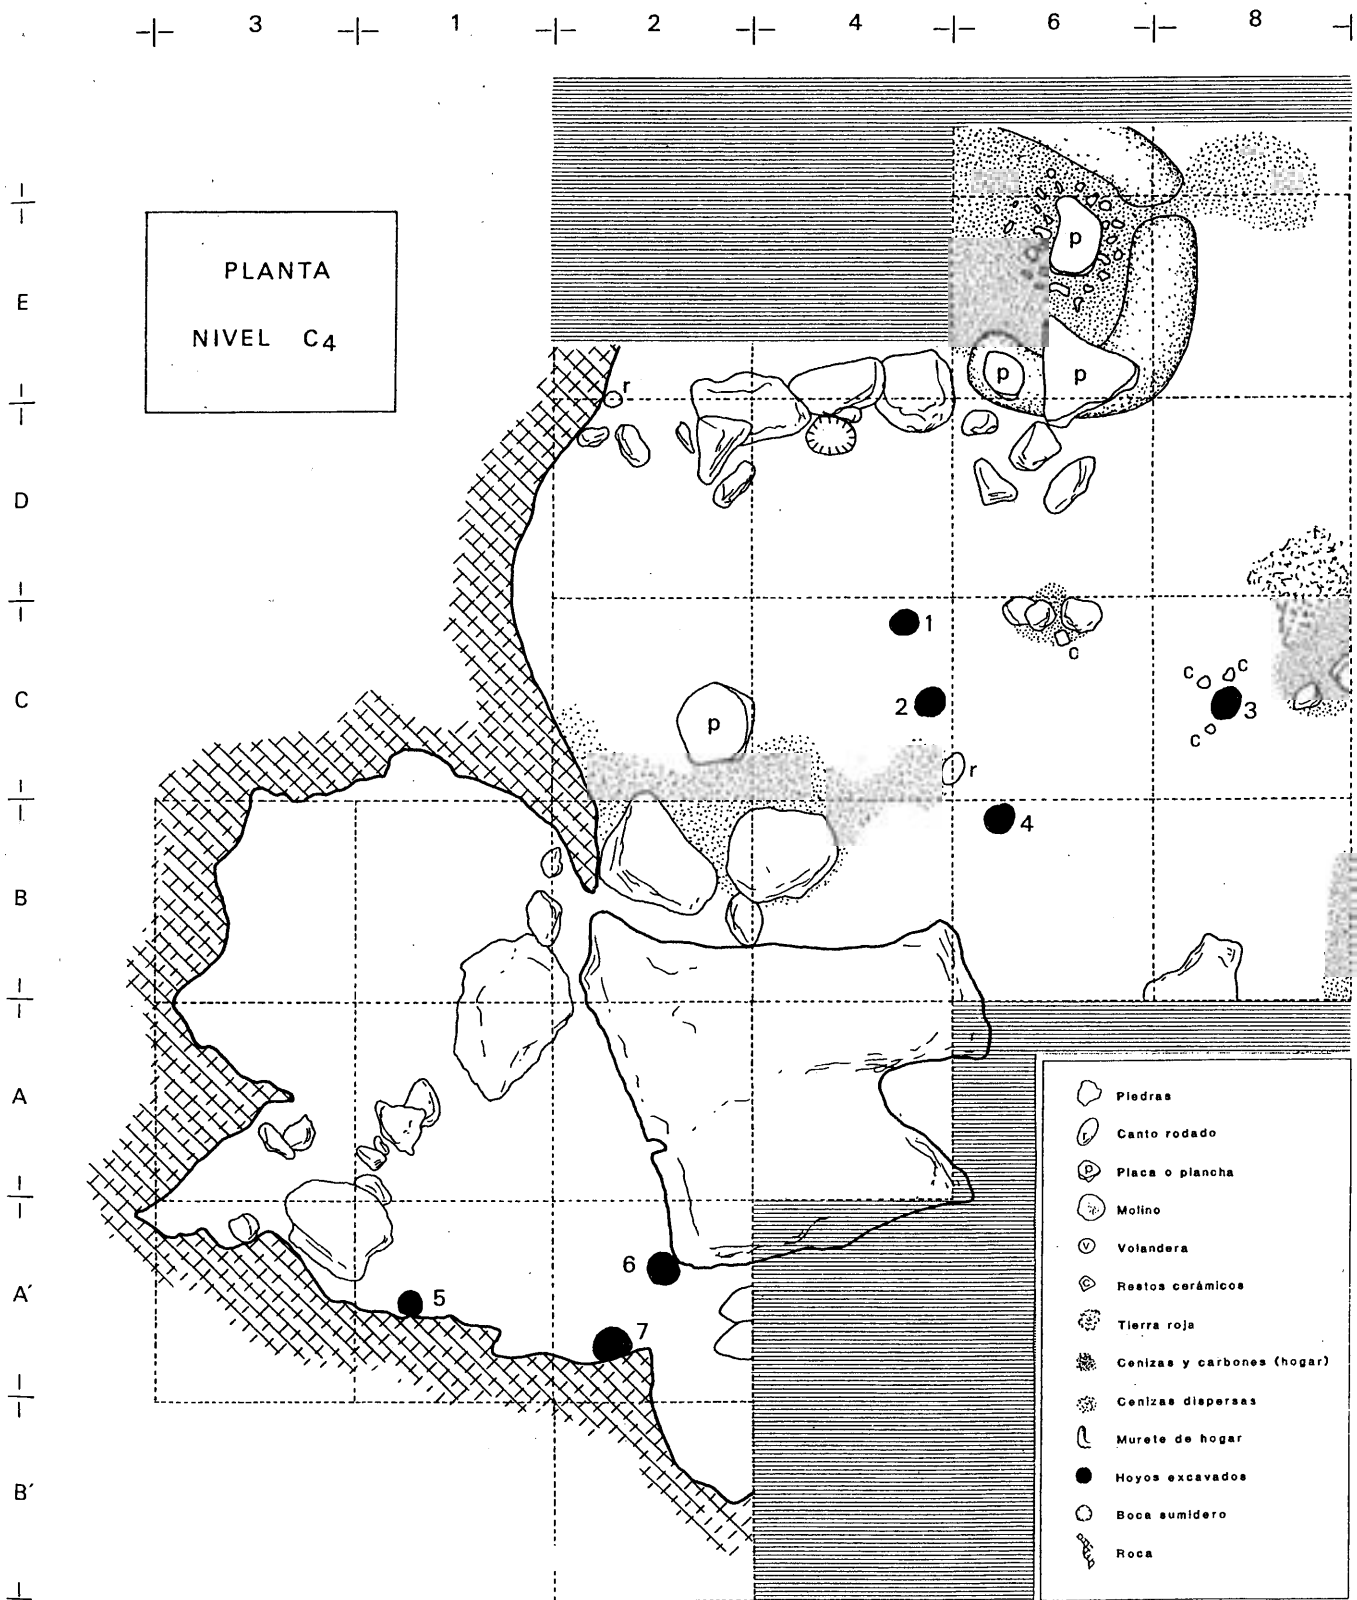 3 1 2 4 6 8
PLANTA
NIVEL C4
E
D
C
B
A
A'
B'
p
p
p
r
1
c
2
p
c
c
3
c
r
4
6
5
7
Piedras
r Canto rodado
p Placa o plancha
Molino
v Volandera
c Restos cerámicos
Tierra roja
Cenizas y carbones (hogar)
Cenizas dispersas
Murete de hogar
Hoyos excavados
Boca sumidero
Roca